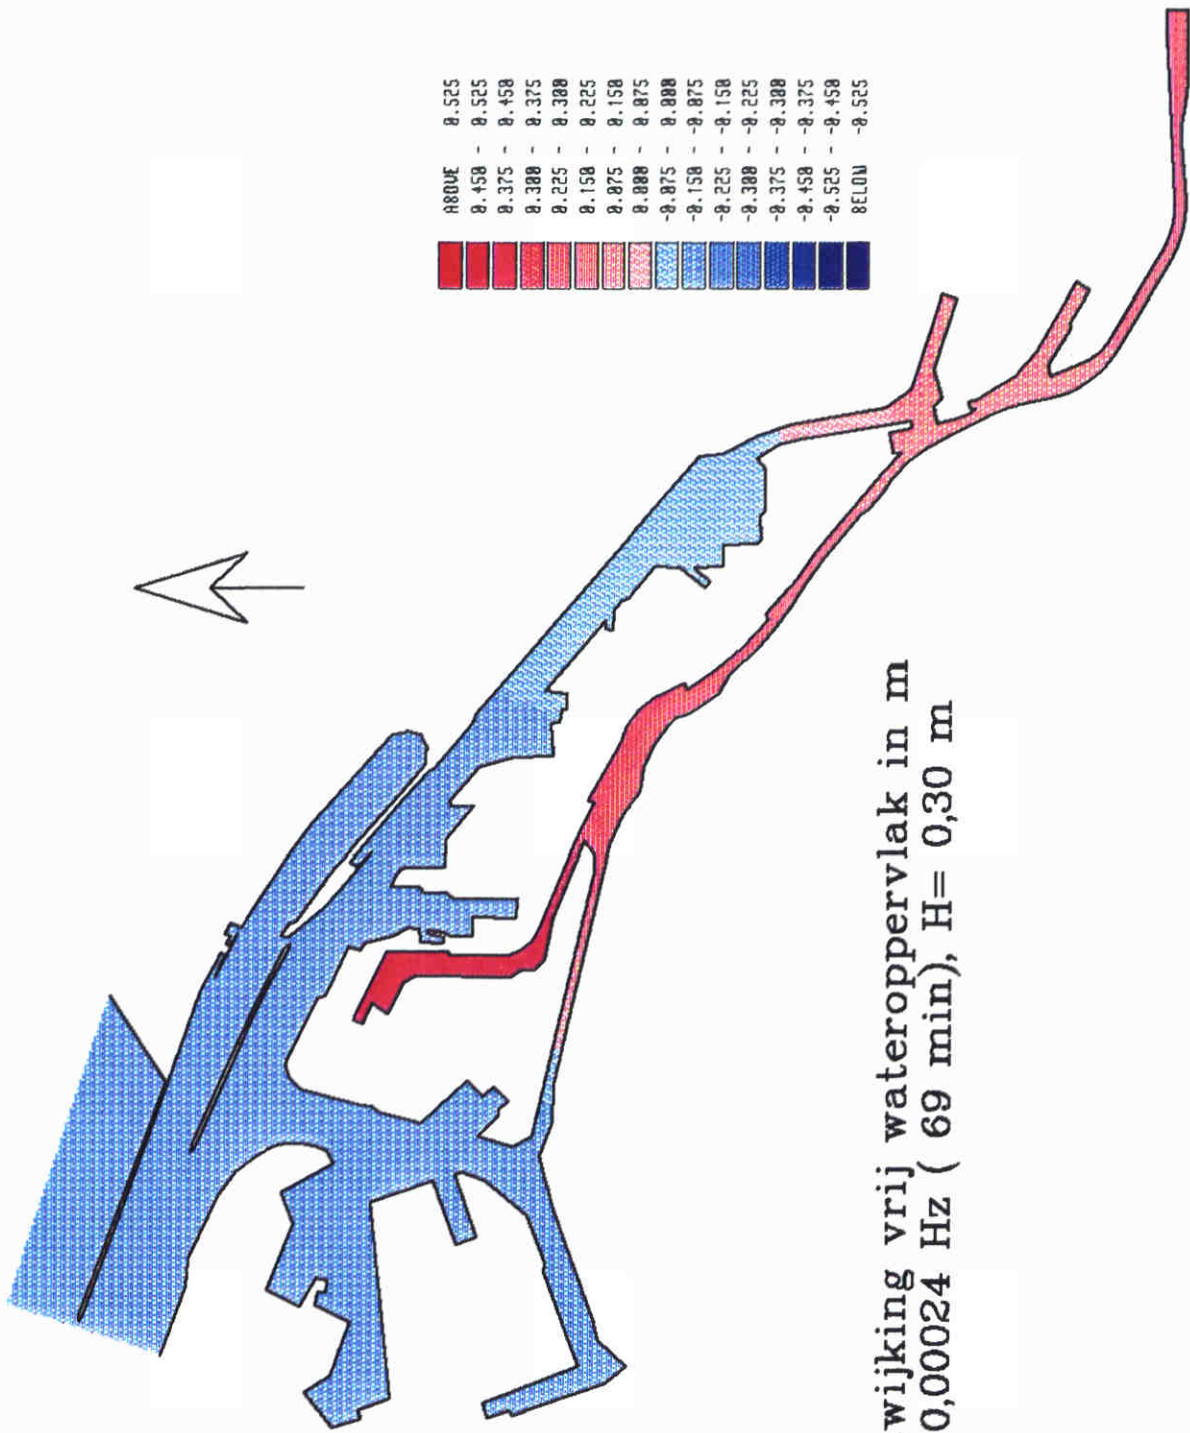 ABOVE 0.525
0.450 - 0.525
0.375 - 0.450
0.300 - 0.375
0.225 - 0.300
0.150 - 0.225
0.075 - 0.150
0.000 - 0.075
-0.075 - 0.000
-0.150 - -0.075
-0.225 - -0.150
-0.300 - -0.225
-0.375 - -0.300
-0.450 - -0.375
-0.525 - -0.450
BELOW -0.525
wijking vrij wateroppervlak in m
0,00024 Hz ( 69 min), H= 0,30 m